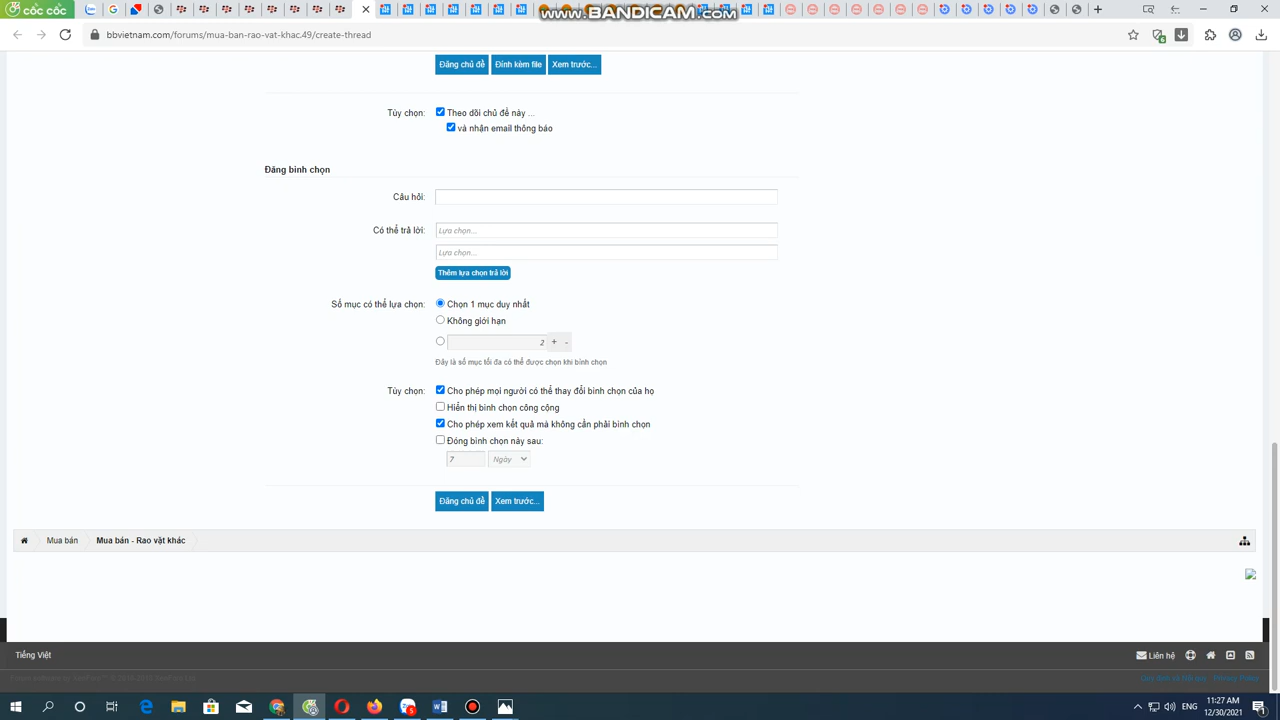 cốc cốc
www.BANDICAM.com
bbvietnam.com/forums/mua-ban-rao-vat-khac.49/create-thread
Đăng chủ đề
Đính kèm file
Xem trước...
Tùy chọn:
Theo dõi chủ đề này ...
và nhận email thông báo
Đăng bình chọn
Câu hỏi:
Có thể trả lời:
Lựa chọn...
Lựa chọn...
Thêm lựa chọn trả lời
Số mục có thể lựa chọn:
Chọn 1 mục duy nhất
Không giới hạn
2 + -
Đây là số mục tối đa có thể được chọn khi bình chọn
Tùy chọn:
Cho phép mọi người có thể thay đổi bình chọn của họ
Hiển thị bình chọn công cộng
Cho phép xem kết quả mà không cần phải bình chọn
Đóng bình chọn này sau:
7 Ngày
Đăng chủ đề
Xem trước...
Mua bán
Mua bán - Rao vặt khác
Tiếng Việt
Liên hệ
Privacy Policy
ENG
11:27 AM
12/30/2021